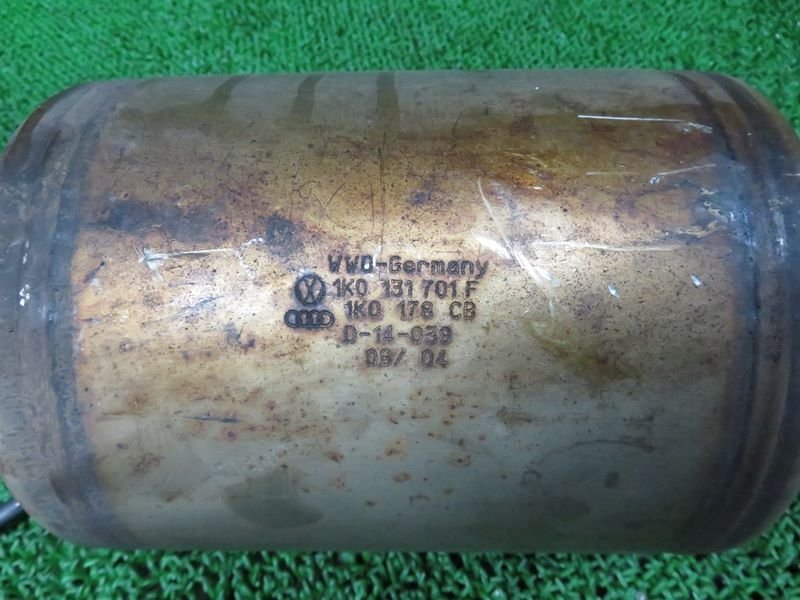 WWD-Germany
1K0 131 701 F
1K0 178 CB
D-14-039
03/ 04